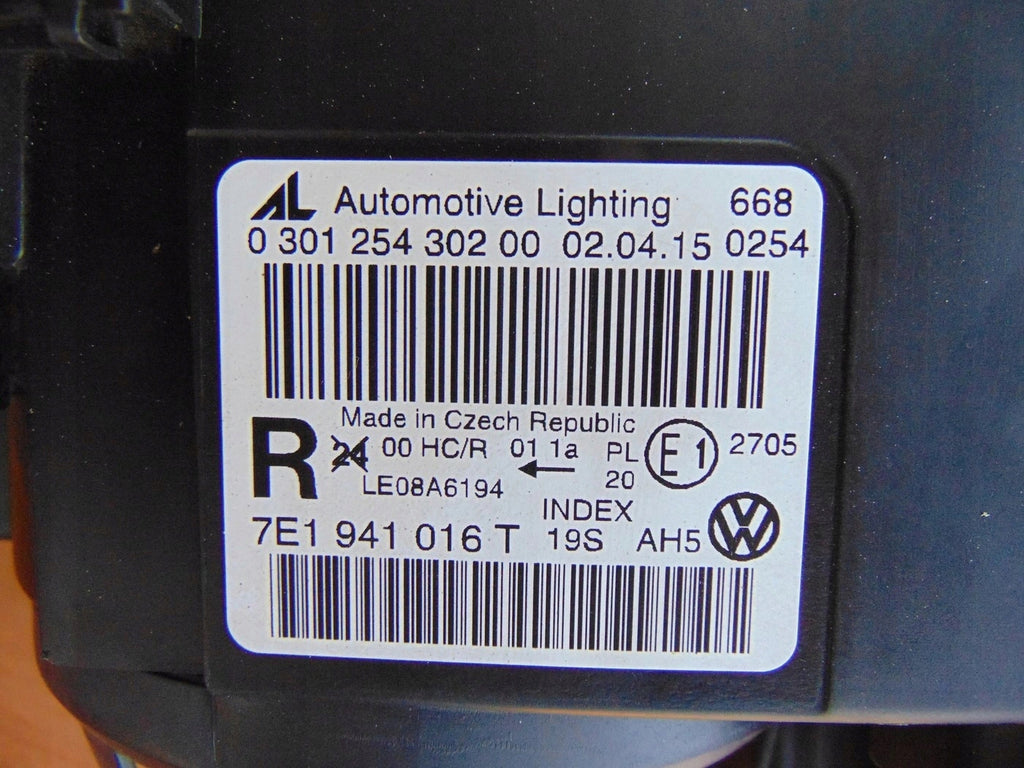 AL Automotive Lighting 668
0 301 254 302 00 02.04.15 0254
Made in Czech Republic
R 24 00 HC/R 01 1a PL E1 2705
← 20
LE08A6194
INDEX
7E1 941 016 T 19S AH5 VW